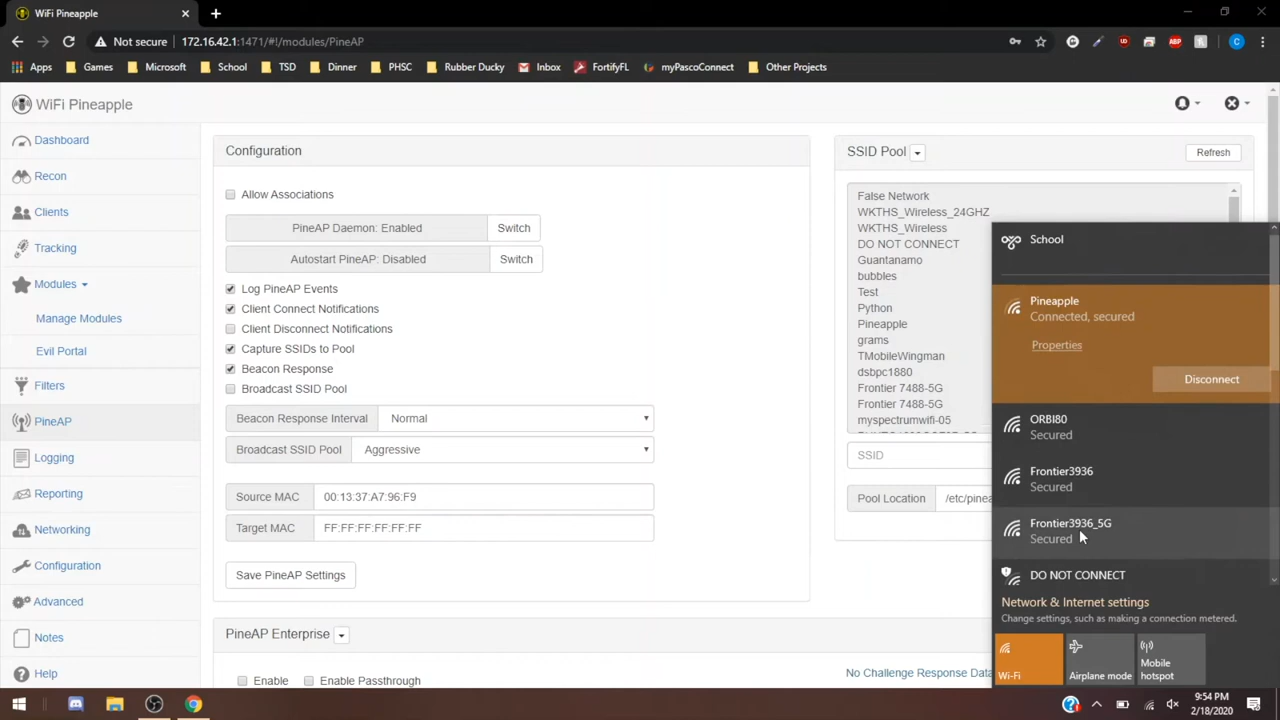 WiFi Pineapple
Not secure | 172.16.42.1:1471/#!/modules/PineAP
Apps Games Microsoft School TSD Dinner PHSC Rubber Ducky Inbox FortifyFL myPascoConnect Other Projects
WiFi Pineapple
Dashboard
Recon
Clients
Tracking
Modules
Manage Modules
Evil Portal
Filters
PineAP
Logging
Reporting
Networking
Configuration
Advanced
Notes
Help
Configuration
Allow Associations
PineAP Daemon: Enabled Switch
Autostart PineAP: Disabled Switch
Log PineAP Events
Client Connect Notifications
Client Disconnect Notifications
Capture SSIDs to Pool
Beacon Response
Broadcast SSID Pool
Beacon Response Interval Normal
Broadcast SSID Pool Aggressive
Source MAC 00:13:37:A7:96:F9
Target MAC FF:FF:FF:FF:FF:FF
Save PineAP Settings
PineAP Enterprise
Enable Enable Passthrough
SSID Pool Refresh
False Network
WKTHS_Wireless_24GHZ
WKTHS_Wireless
DO NOT CONNECT
Guantanamo
bubbles
Test
Python
Pineapple
grams
TMobileWingman
dsbpc1880
Frontier 7488-5G
Frontier 7488-5G
myspectrumwifi-05
SSID
Pool Location /etc/pinea
No Challenge Response Data
School
Pineapple
Connected, secured
Properties
Disconnect
ORBI80
Secured
Frontier3936
Secured
Frontier3936_5G
Secured
DO NOT CONNECT
Network & Internet settings
Change settings, such as making a connection metered.
Wi-Fi
Airplane mode
Mobile
hotspot
9:54 PM
2/18/2020